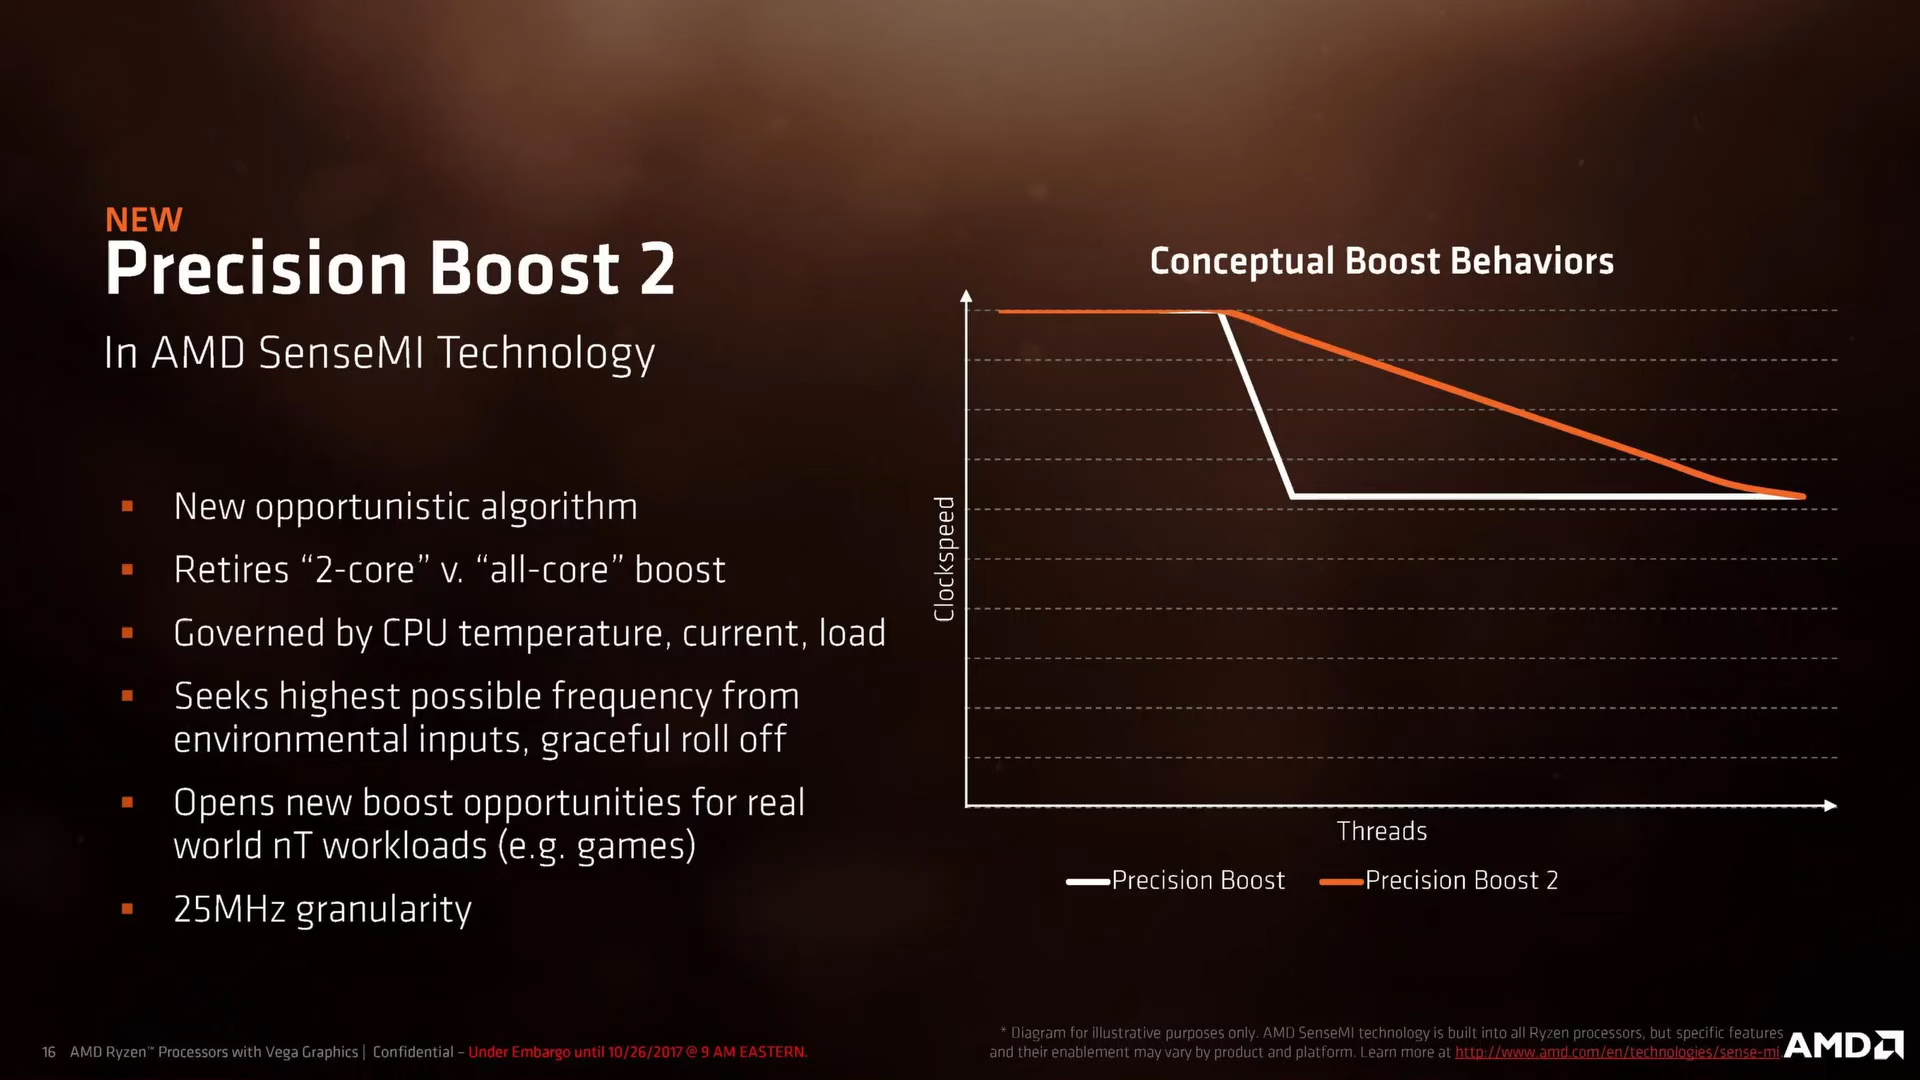 NEW
Precision Boost 2
In AMD SenseMI Technology
▪ New opportunistic algorithm
▪ Retires “2-core” v. “all-core” boost
▪ Governed by CPU temperature, current, load
▪ Seeks highest possible frequency from
environmental inputs, graceful roll off
▪ Opens new boost opportunities for real
world nT workloads (e.g. games)
▪ 25MHz granularity
Conceptual Boost Behaviors
Clockspeed
Threads
Precision Boost Precision Boost 2
16 AMD Ryzen™ Processors with Vega Graphics | Confidential – Under Embargo until 10/26/2017 @ 9 AM EASTERN.
* Diagram for illustrative purposes only. AMD SenseMI technology is built into all Ryzen processors, but specific features
and their enablement may vary by product and platform. Learn more at http://www.amd.com/en/technologies/sense-mi
AMD